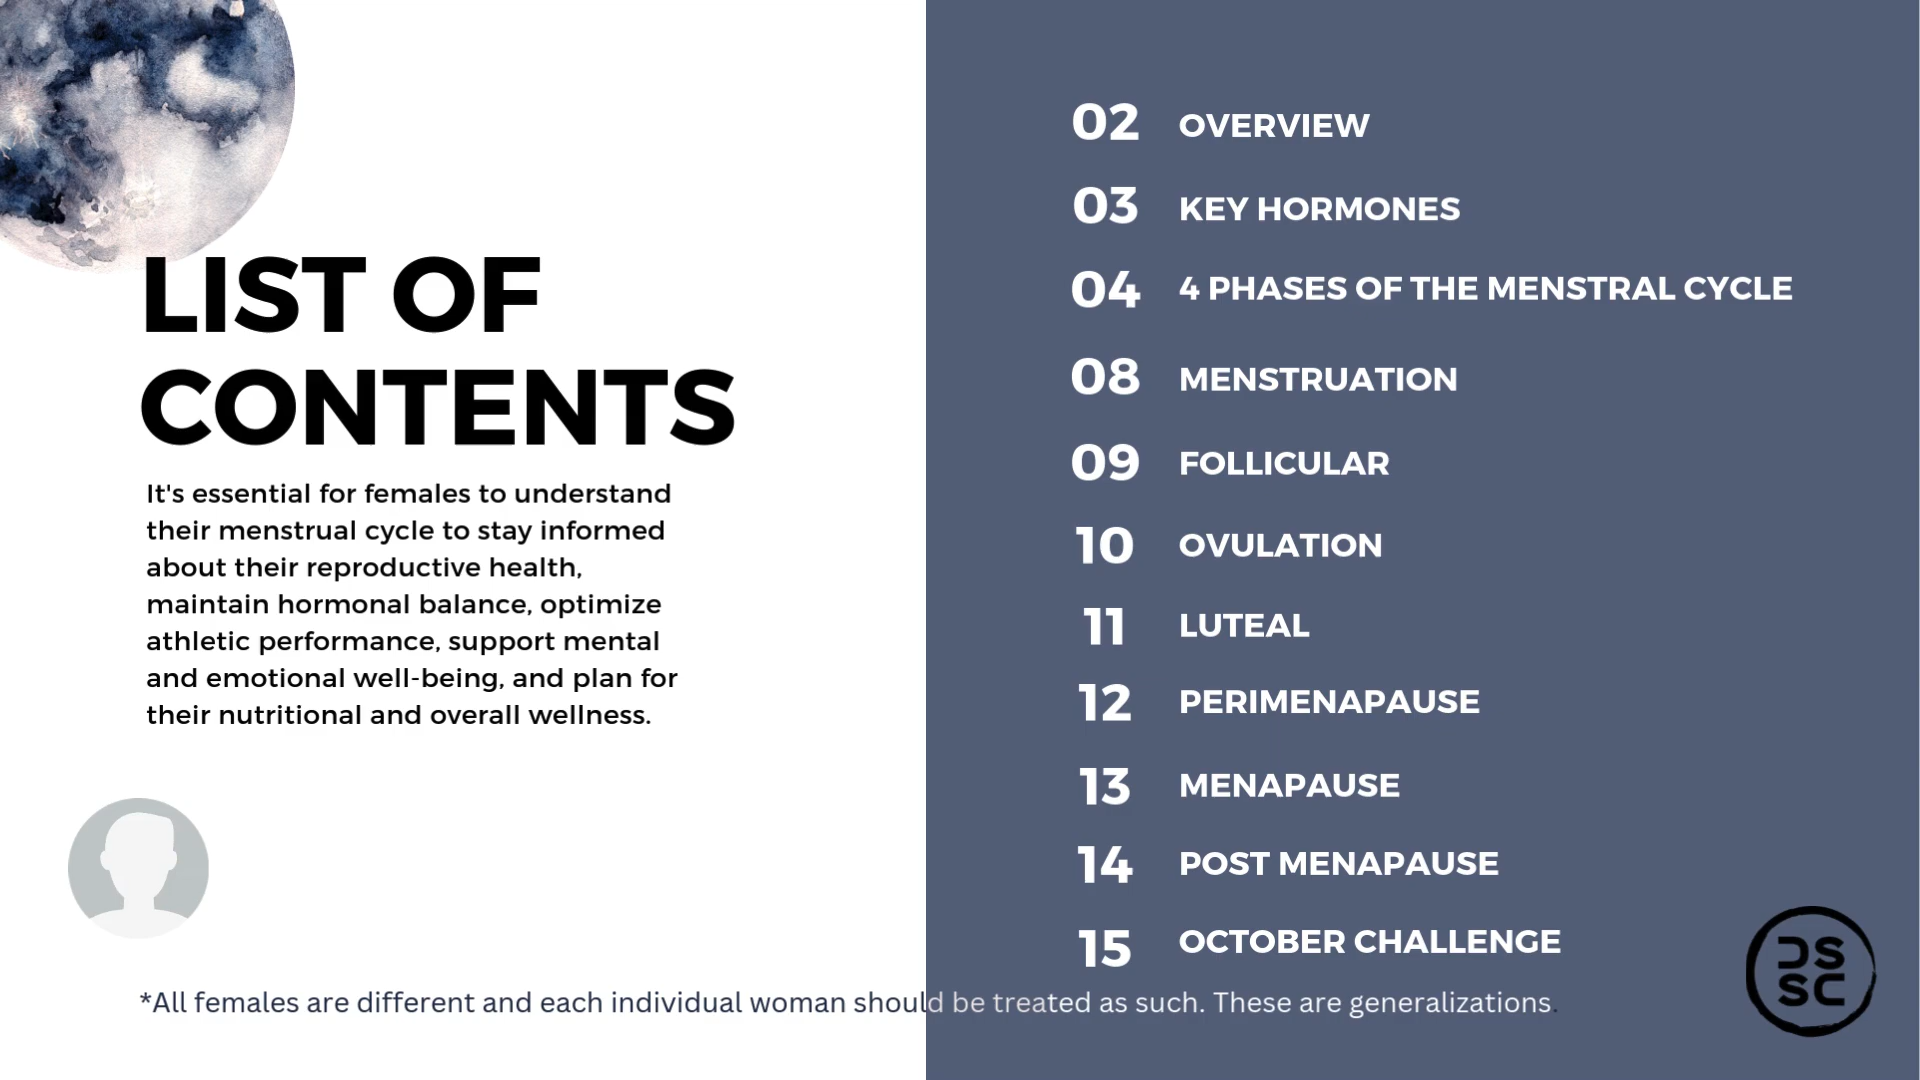 LIST OF
CONTENTS
It's essential for females to understand
their menstrual cycle to stay informed
about their reproductive health,
maintain hormonal balance, optimize
athletic performance, support mental
and emotional well-being, and plan for
their nutritional and overall wellness.
02 OVERVIEW
03 KEY HORMONES
04 4 PHASES OF THE MENSTRAL CYCLE
08 MENSTRUATION
09 FOLLICULAR
10 OVULATION
11 LUTEAL
12 PERIMENAPAUSE
13 MENAPAUSE
14 POST MENAPAUSE
15 OCTOBER CHALLENGE
*All females are different and each individual woman should be treated as such. These are generalizations.
DS
SC